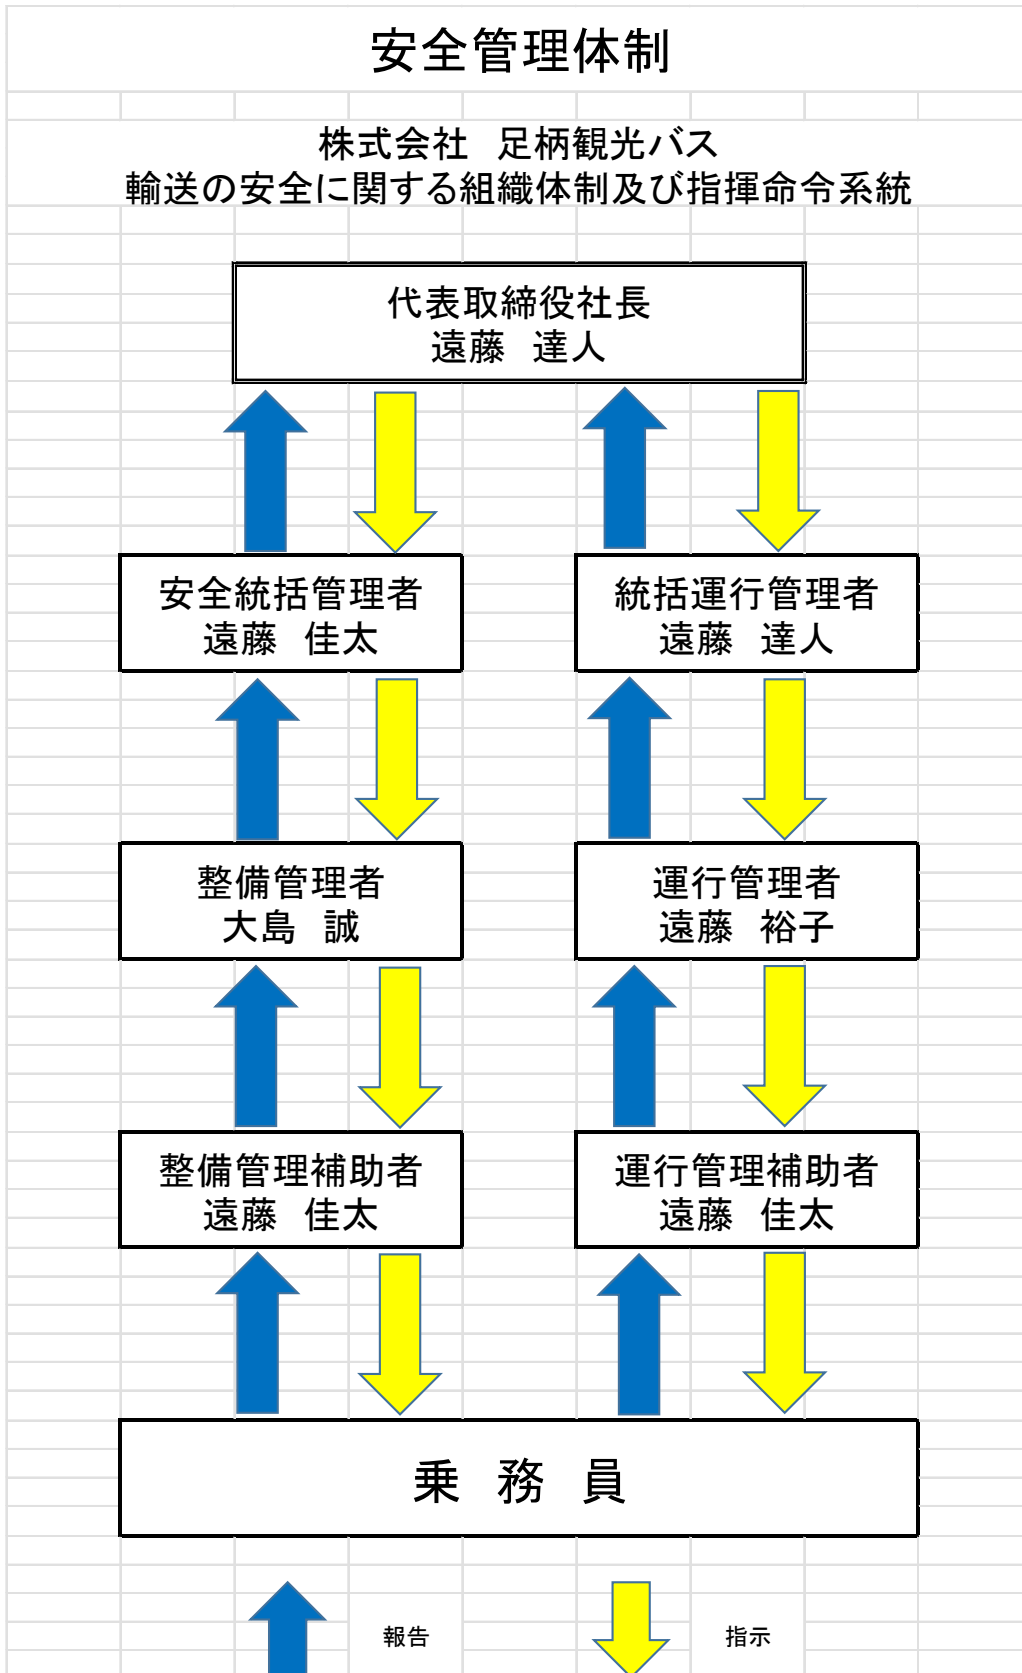 安全管理体制
株式会社　足柄観光バス
輸送の安全に関する組織体制及び指揮命令系統
代表取締役社長
遠藤　達人
安全統括管理者
遠藤　佳太
統括運行管理者
遠藤　達人
整備管理者
大島　誠
運行管理者
遠藤　裕子
整備管理補助者
遠藤　佳太
運行管理補助者
遠藤　佳太
乗　務　員
報告
指示